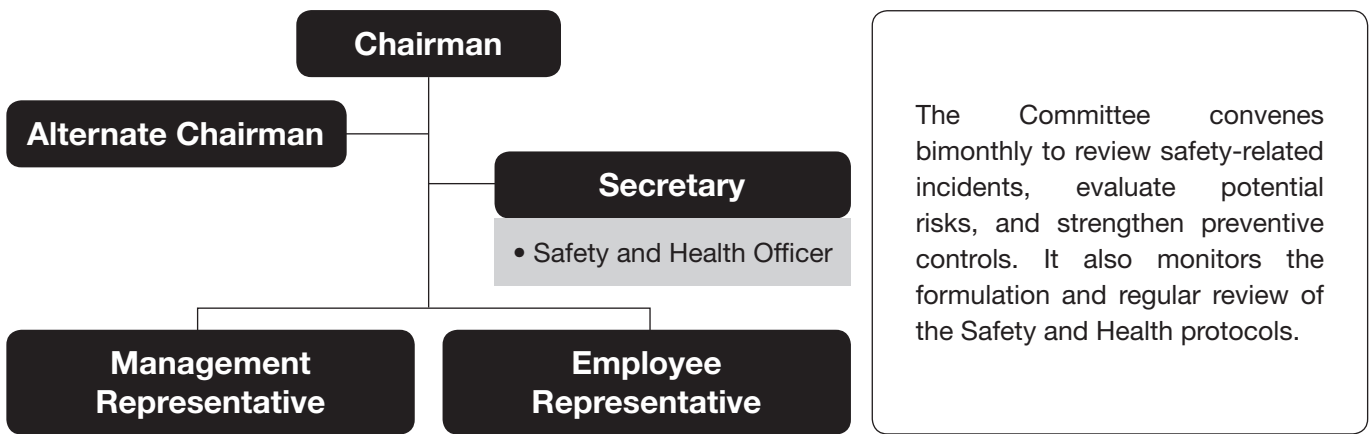 Chairman
Alternate Chairman
Secretary
• Safety and Health Officer
Management
Representative
Employee
Representative
The Committee convenes
bimonthly to review safety-related
incidents, evaluate potential
risks, and strengthen preventive
controls. It also monitors the
formulation and regular review of
the Safety and Health protocols.